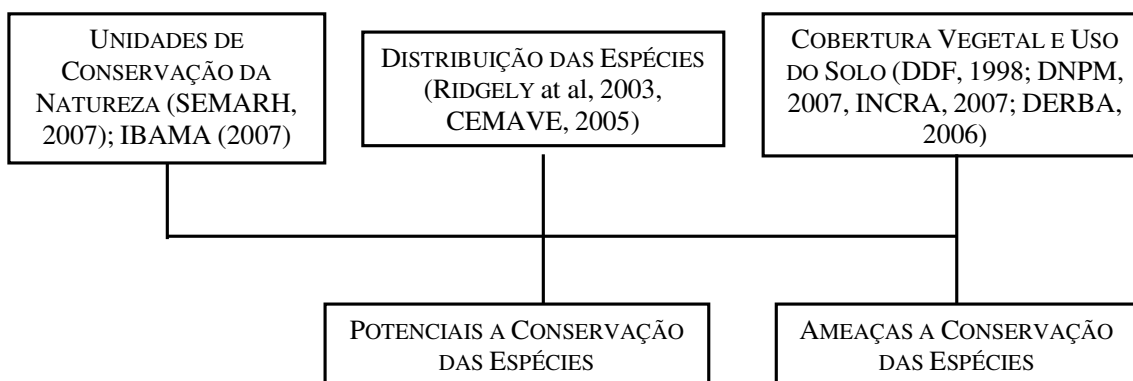 UNIDADES DE
CONSERVAÇÃO DA
NATUREZA (SEMARH,
2007); IBAMA (2007)
DISTRIBUIÇÃO DAS ESPÉCIES
(RIDGELY at al, 2003,
CEMAVE, 2005)
COBERTURA VEGETAL E USO
DO SOLO (DDF, 1998; DNPM,
2007, INCRA, 2007; DERBA,
2006)
POTENCIAIS A CONSERVAÇÃO
DAS ESPÉCIES
AMEAÇAS A CONSERVAÇÃO
DAS ESPÉCIES